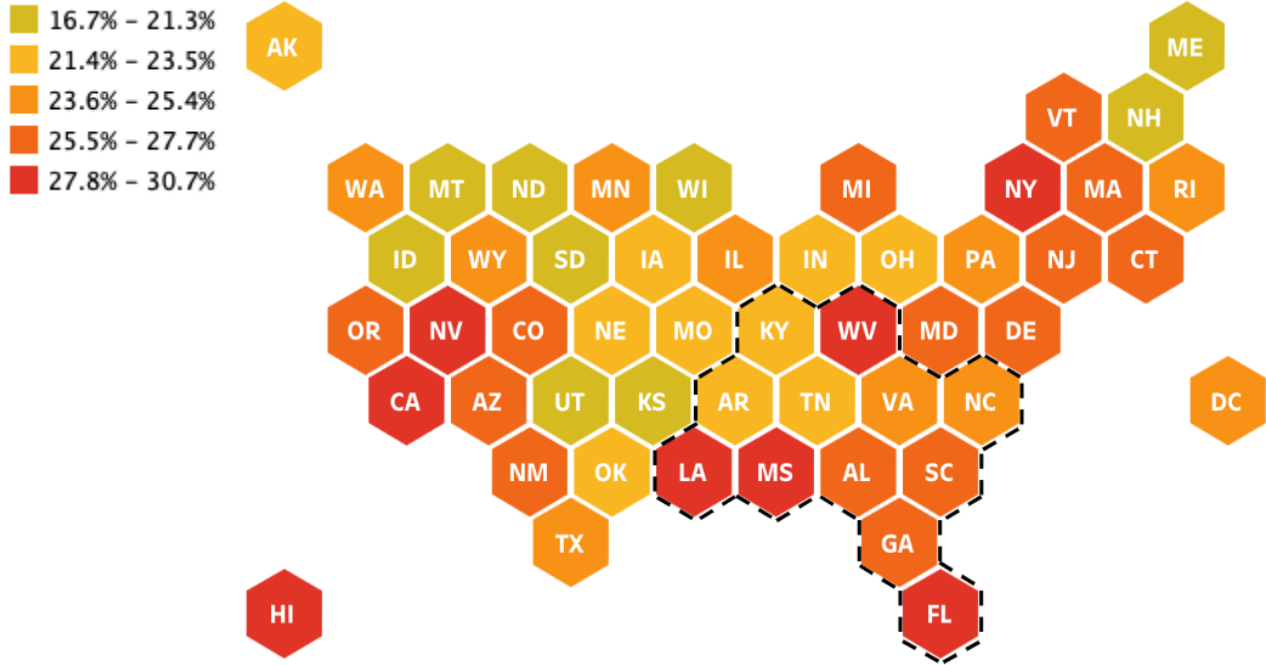 16.7% – 21.3%
21.4% – 23.5%
23.6% – 25.4%
25.5% – 27.7%
27.8% – 30.7%
AK ME
VT NH
WA MT ND MN WI MI NY MA RI
ID WY SD IA IL IN OH PA NJ CT
OR NV CO NE MO KY WV MD DE
CA AZ UT KS AR TN VA NC DC
NM OK LA MS AL SC
TX GA
HI FL